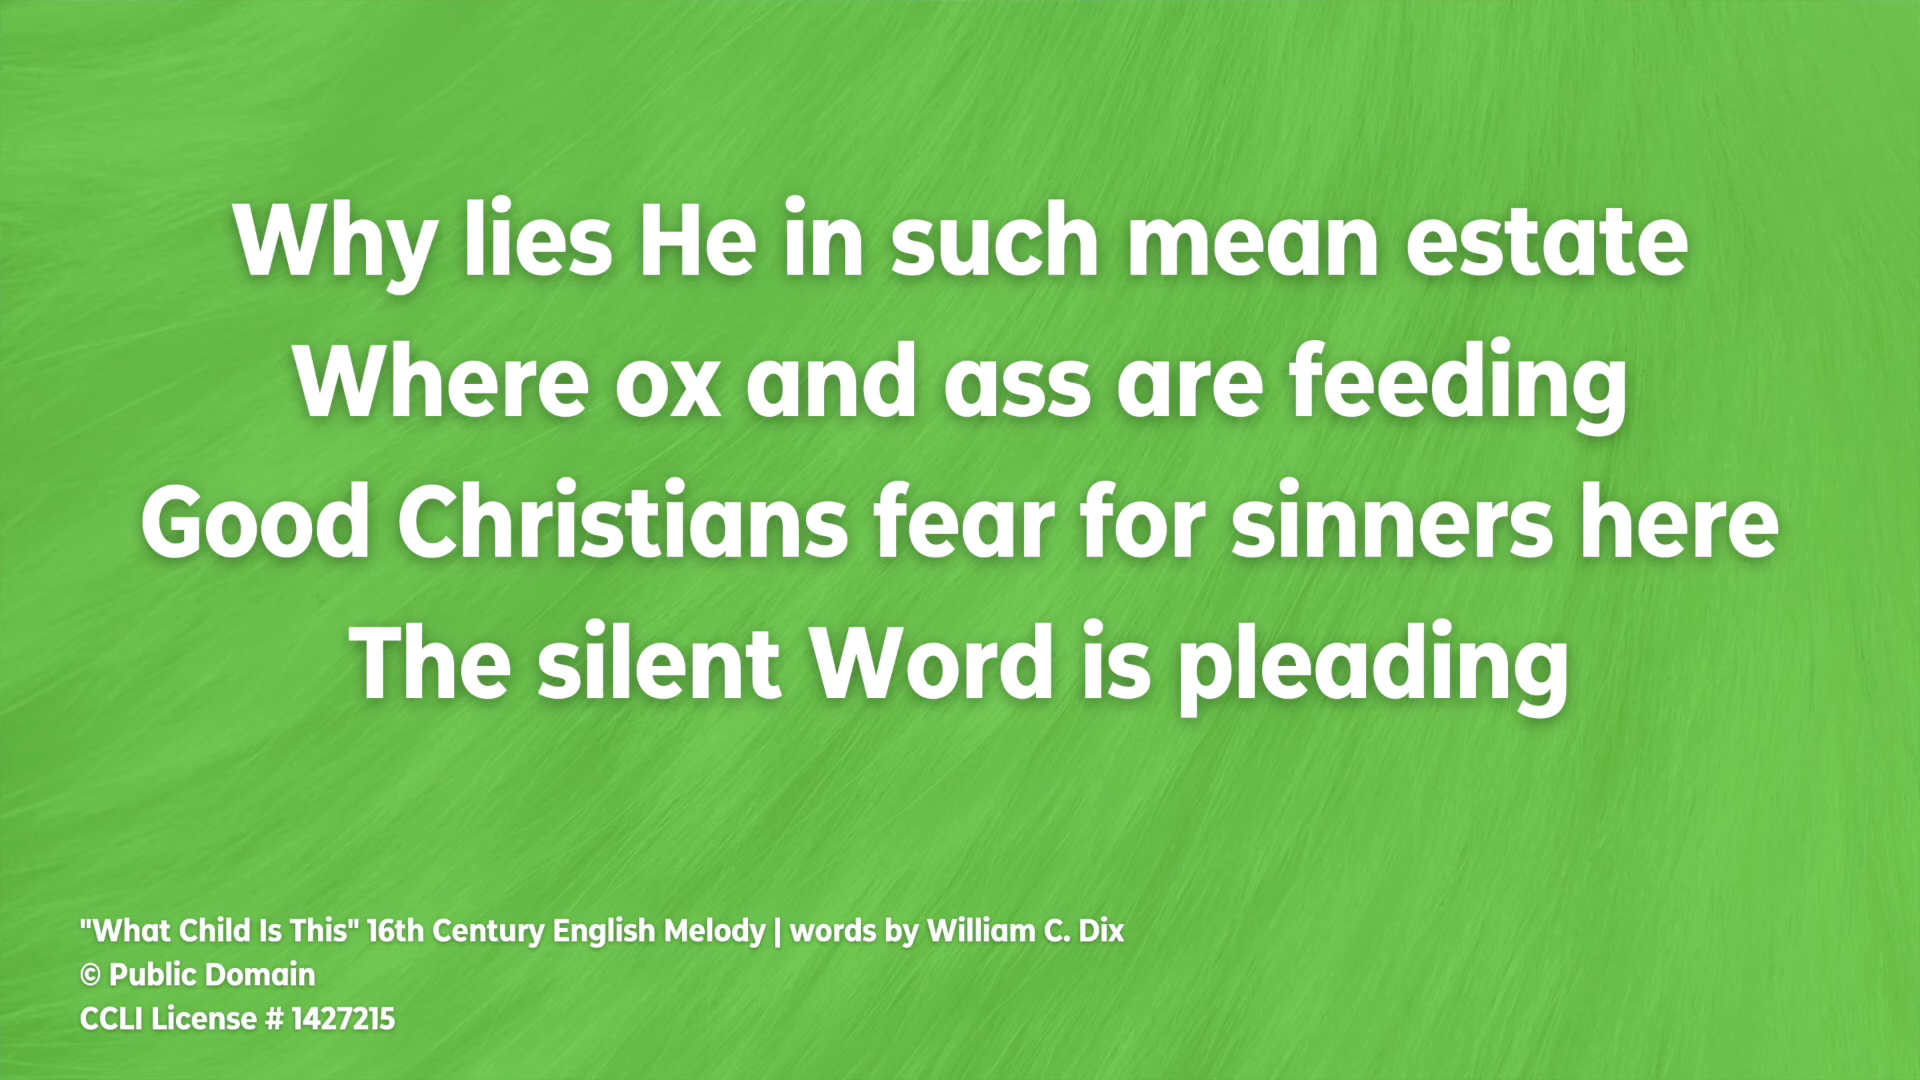 Why lies He in such mean estate
Where ox and ass are feeding
Good Christians fear for sinners here
The silent Word is pleading
"What Child Is This" 16th Century English Melody | words by William C. Dix
© Public Domain
CCLI License # 1427215